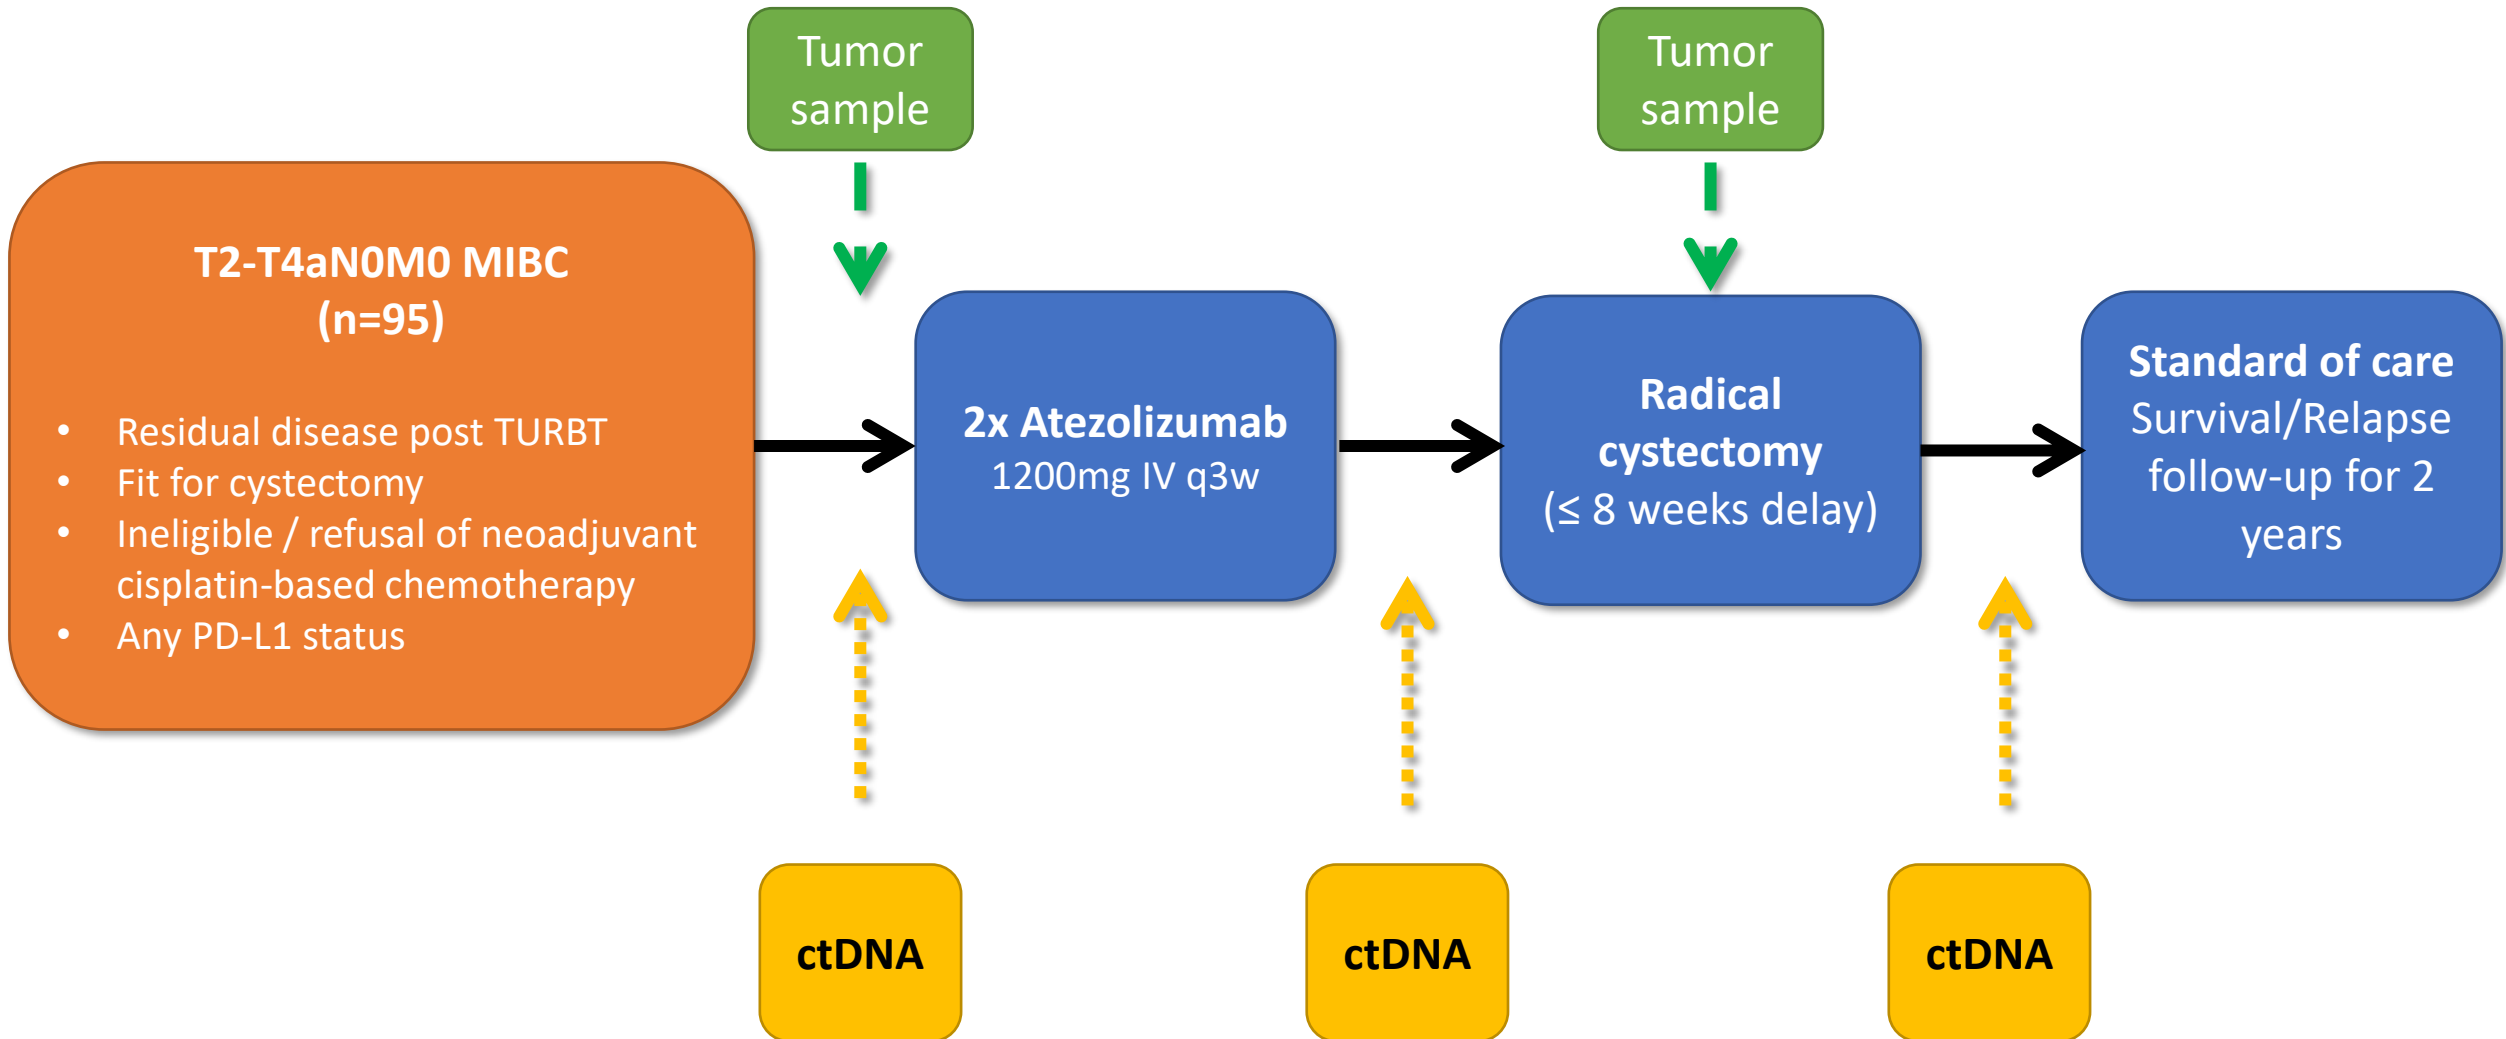 Tumor
sample
Tumor
sample
T2-T4aN0M0 MIBC
(n=95)
• Residual disease post TURBT
• Fit for cystectomy
• Ineligible / refusal of neoadjuvant
cisplatin-based chemotherapy
• Any PD-L1 status
2x Atezolizumab
1200mg IV q3w
Radical
cystectomy
(≤ 8 weeks delay)
Standard of care
Survival/Relapse
follow-up for 2
years
ctDNA
ctDNA
ctDNA